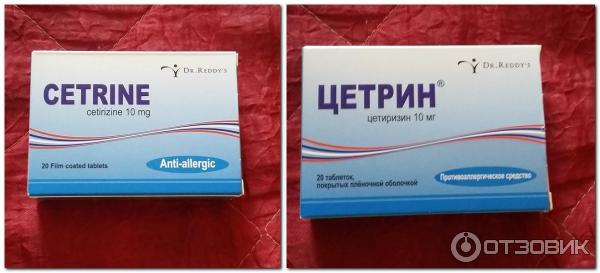 DR.REDDY'S
CETRINE
cetirizine 10 mg
20 Film coated tablets
Anti-allergic
DR.REDDY'S
ЦЕТРИН®
цетиризин 10 мг
20 таблеток,
покрытых плёночной оболочкой
Противоаллергическое средство
ОТЗОВИК